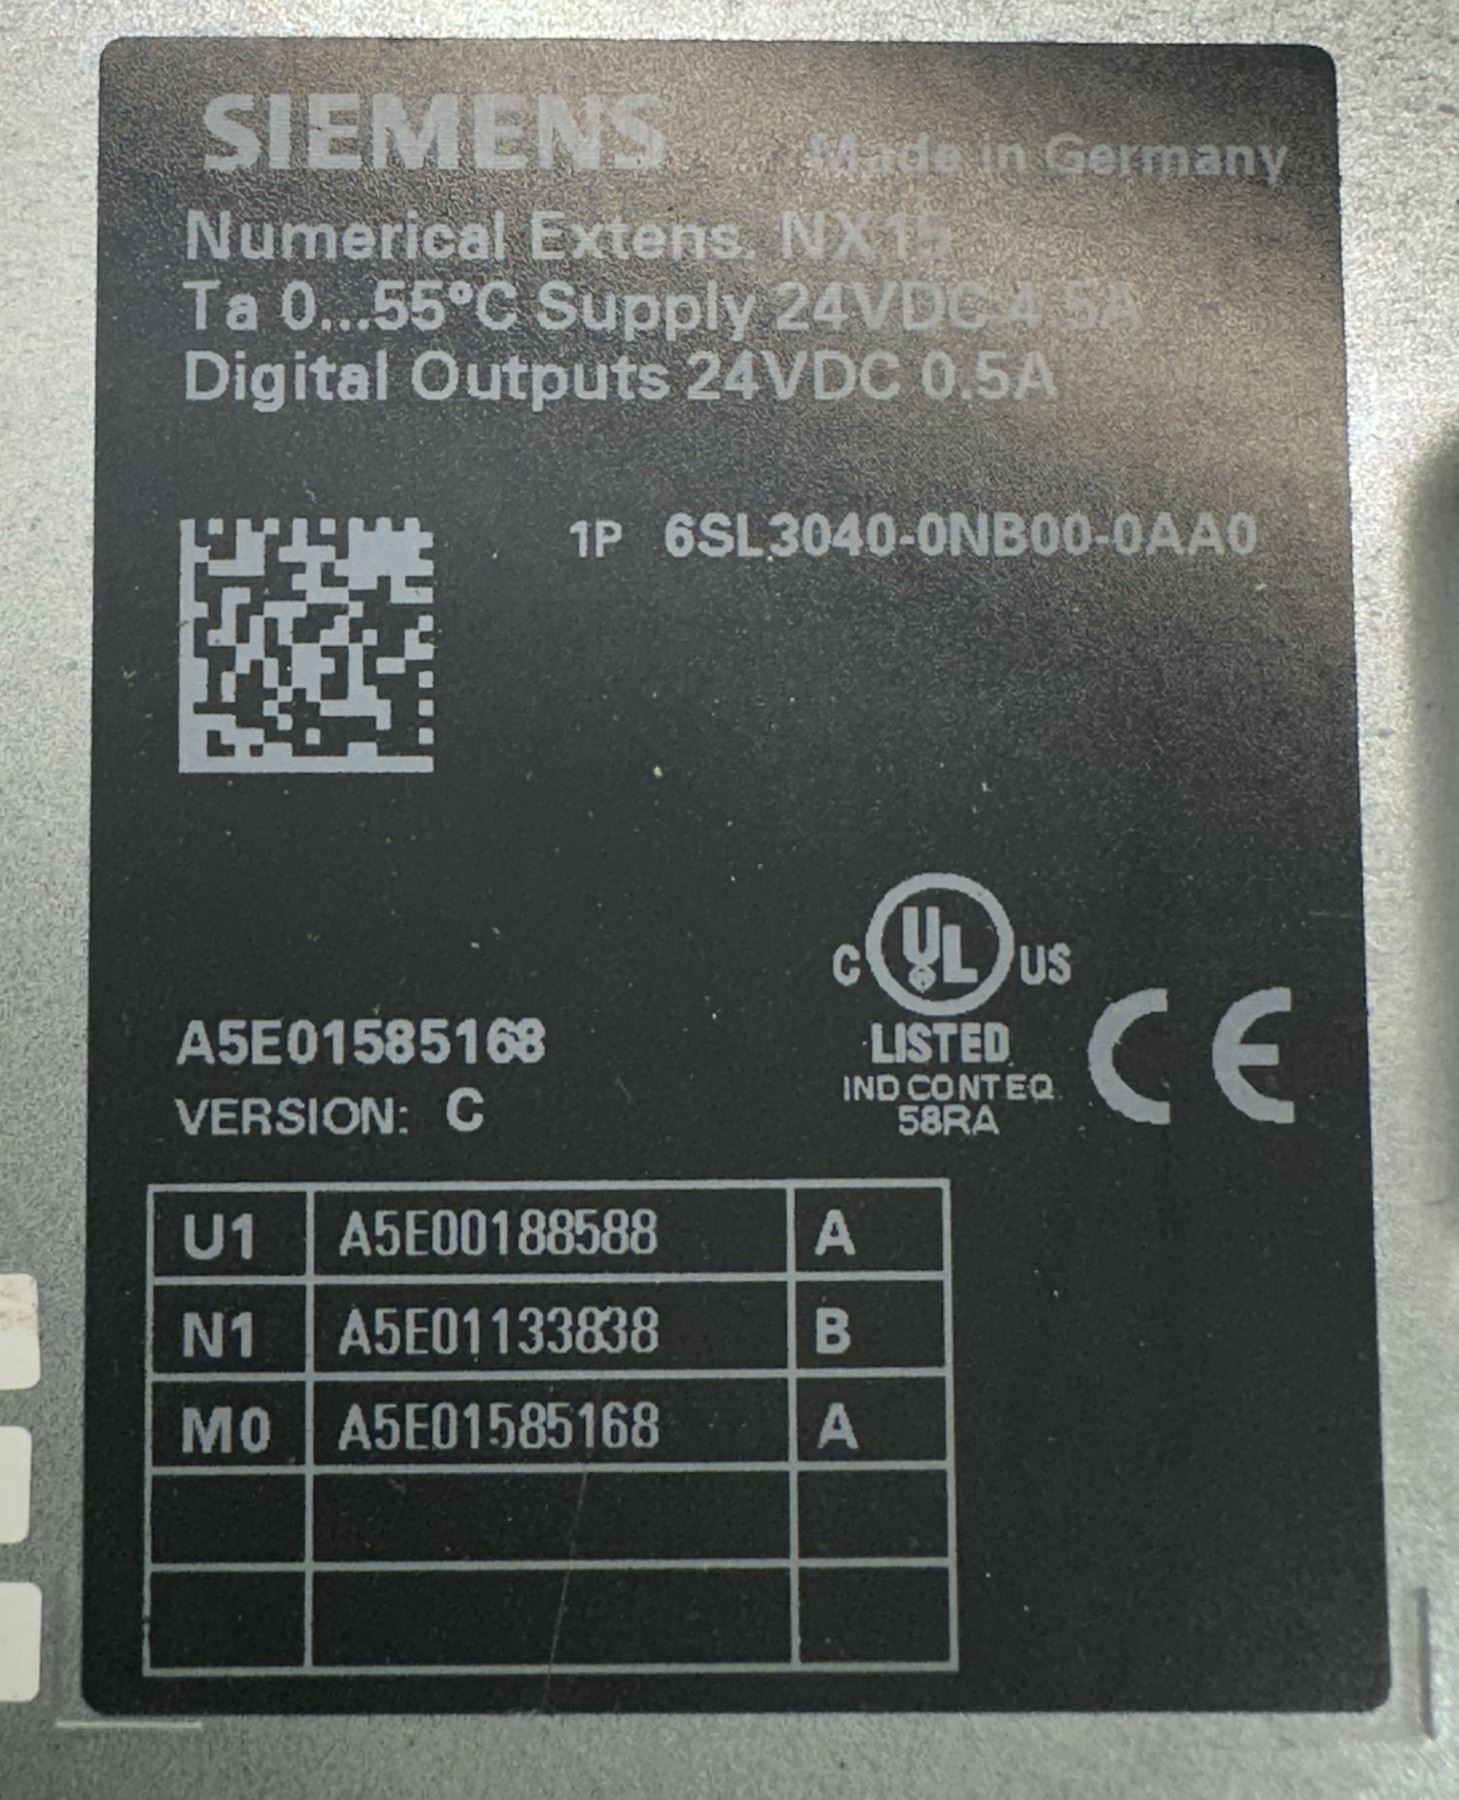 SIEMENS
Made in Germany
Numerical Extens. NX15
Ta 0...55°C Supply 24VDC 4.5A
Digital Outputs 24VDC 0.5A
1P 6SL3040-0NB00-0AA0
C UL US
LISTED
IND CONT EQ
58RA
CE
A5E01585168
VERSION: C
U1 A5E00188588 A
N1 A5E01133838 B
M0 A5E01585168 A